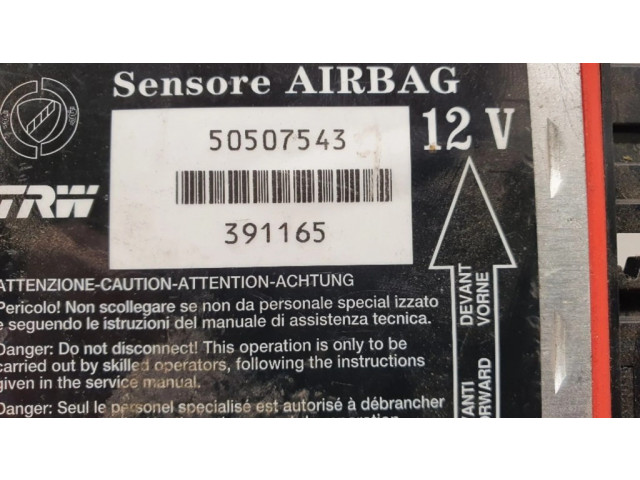 Sensore AIRBAG
50507543
12 V
TRW
391165
ATTENZIONE-CAUTION-ATTENTION-ACHTUNG
Pericolo! Non scollegare se non da personale special izzato
e seguendo le istruzioni del manuale di assistenza tecnica.
Danger: Do not disconnect! This operation is only to be
carried out by skilled operators, following the instructions
given in the service manual.
Danger: Seul le personel spécialisé est autorisé à débrancher
DEVANT
VORNE
AVANTI
FORWARD